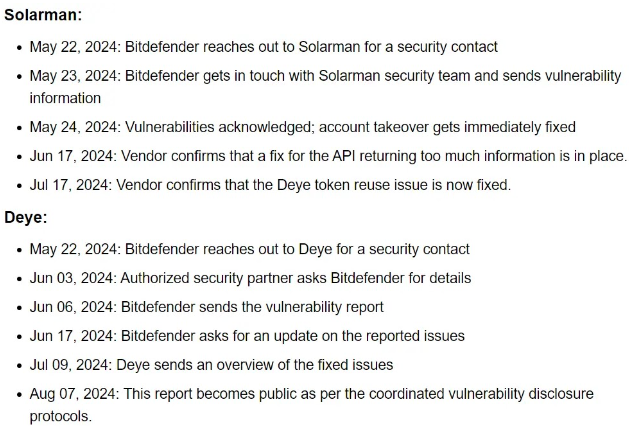 Solarman:
• May 22, 2024: Bitdefender reaches out to Solarman for a security contact
• May 23, 2024: Bitdefender gets in touch with Solarman security team and sends vulnerability
information
• May 24, 2024: Vulnerabilities acknowledged; account takeover gets immediately fixed
• Jun 17, 2024: Vendor confirms that a fix for the API returning too much information is in place.
• Jul 17, 2024: Vendor confirms that the Deye token reuse issue is now fixed.
Deye:
• May 22, 2024: Bitdefender reaches out to Deye for a security contact
• Jun 03, 2024: Authorized security partner asks Bitdefender for details
• Jun 06, 2024: Bitdefender sends the vulnerability report
• Jun 17, 2024: Bitdefender asks for an update on the reported issues
• Jul 09, 2024: Deye sends an overview of the fixed issues
• Aug 07, 2024: This report becomes public as per the coordinated vulnerability disclosure
protocols.